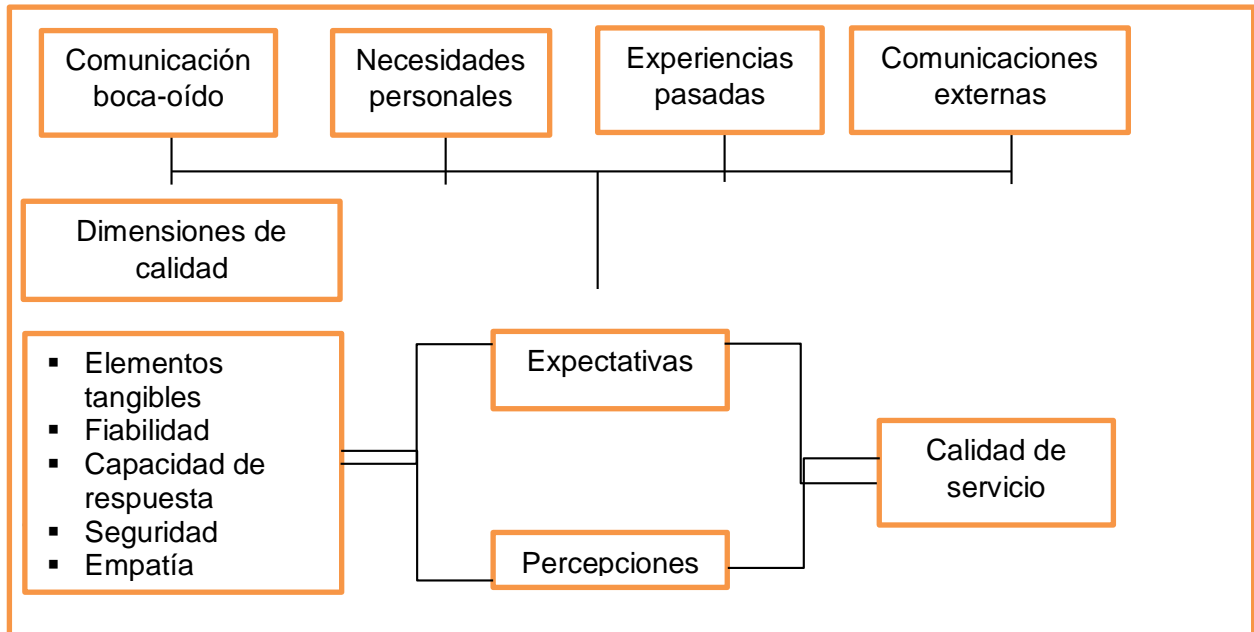 Comunicación
boca-oído
Necesidades
personales
Experiencias
pasadas
Comunicaciones
externas
Dimensiones de
calidad
▪ Elementos
tangibles
▪ Fiabilidad
▪ Capacidad de
respuesta
▪ Seguridad
▪ Empatía
Expectativas
Percepciones
Calidad de
servicio